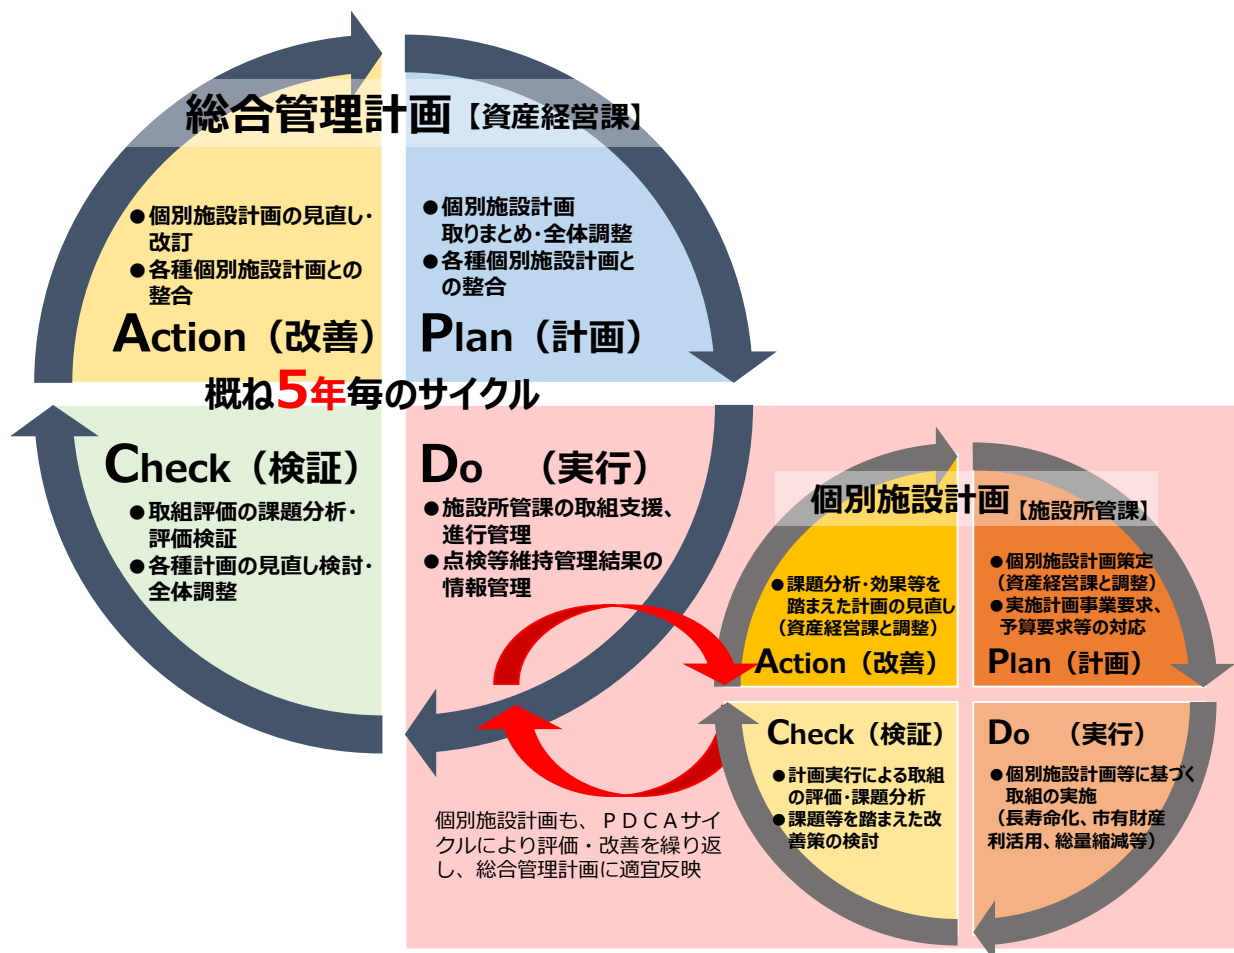 総合管理計画【資産経営課】
●個別施設計画の見直し・
改訂
●各種個別施設計画との
整合
Action（改善）
●個別施設計画
取りまとめ・全体調整
●各種個別施設計画と
の整合
Plan（計画）
概ね5年毎のサイクル
Check（検証）
●取組評価の課題分析・
評価検証
●各種計画の見直し検討・
全体調整
Do　（実行）
●施設所管課の取組支援、
進行管理
●点検等維持管理結果の
情報管理
個別施設計画【施設所管課】
●課題分析・効果等を
踏まえた計画の見直し
（資産経営課と調整）
Action（改善）
●個別施設計画策定
（資産経営課と調整）
●実施計画事業要求、
予算要求等の対応
Plan（計画）
Check（検証）
●計画実行による取組
の評価・課題分析
●課題等を踏まえた改
善策の検討
Do　（実行）
●個別施設計画等に基づく
取組の実施
（長寿命化、市有財産
利活用、総量縮減等）
個別施設計画も、ＰＤＣＡサイ
クルにより評価・改善を繰り返
し、総合管理計画に適宜反映